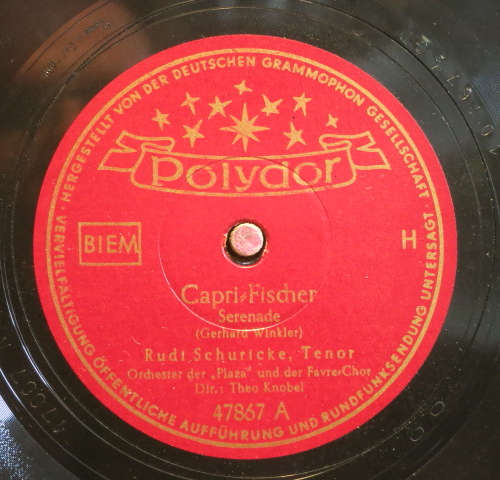 HERGESTELLT VON DER DEUTSCHEN GRAMMOPHON GESELLSCHAFT
Polydor
BIEM
H
Capri-Fischer
Serenade
(Gerhard Winkler)
Rudi Schuricke, Tenor
Orchester der „Plaza" und der Favre-Chor
Dir.: Theo Knobel
47867 A
VERVIELFÄLTIGUNG ÖFFENTLICHE AUFFÜHRUNG UND RUNDFUNKSENDUNG UNTERSAGT